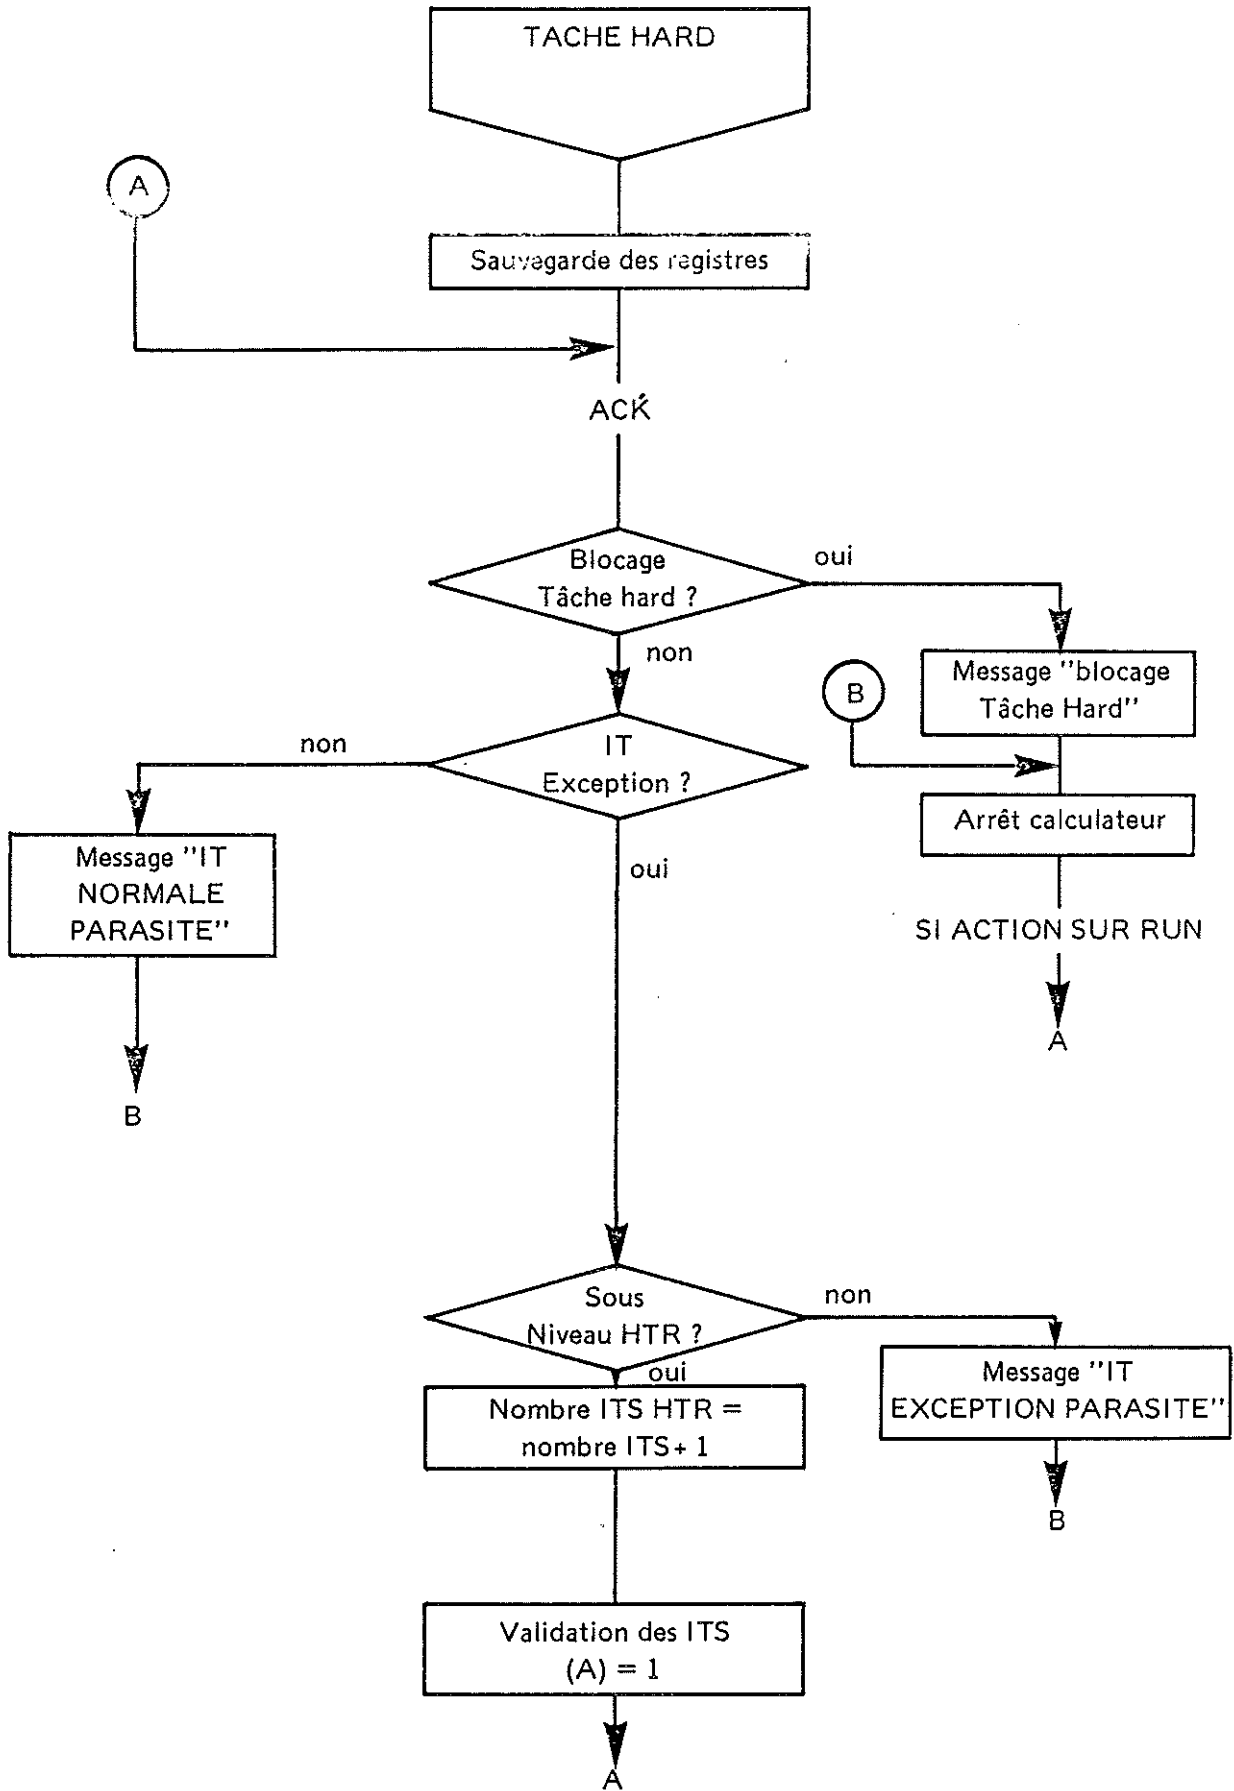 TACHE HARD
A
Sauvegarde des registres
ACK
Blocage
Tâche hard ?
oui
non
Message "blocage
Tâche Hard"
B
IT
Exception ?
non
Arrêt calculateur
Message "IT
NORMALE
PARASITE"
oui
SI ACTION SUR RUN
A
B
Sous
Niveau HTR ?
non
oui
Message "IT
EXCEPTION PARASITE"
Nombre ITS HTR =
nombre ITS + 1
B
Validation des ITS
(A) = 1
A